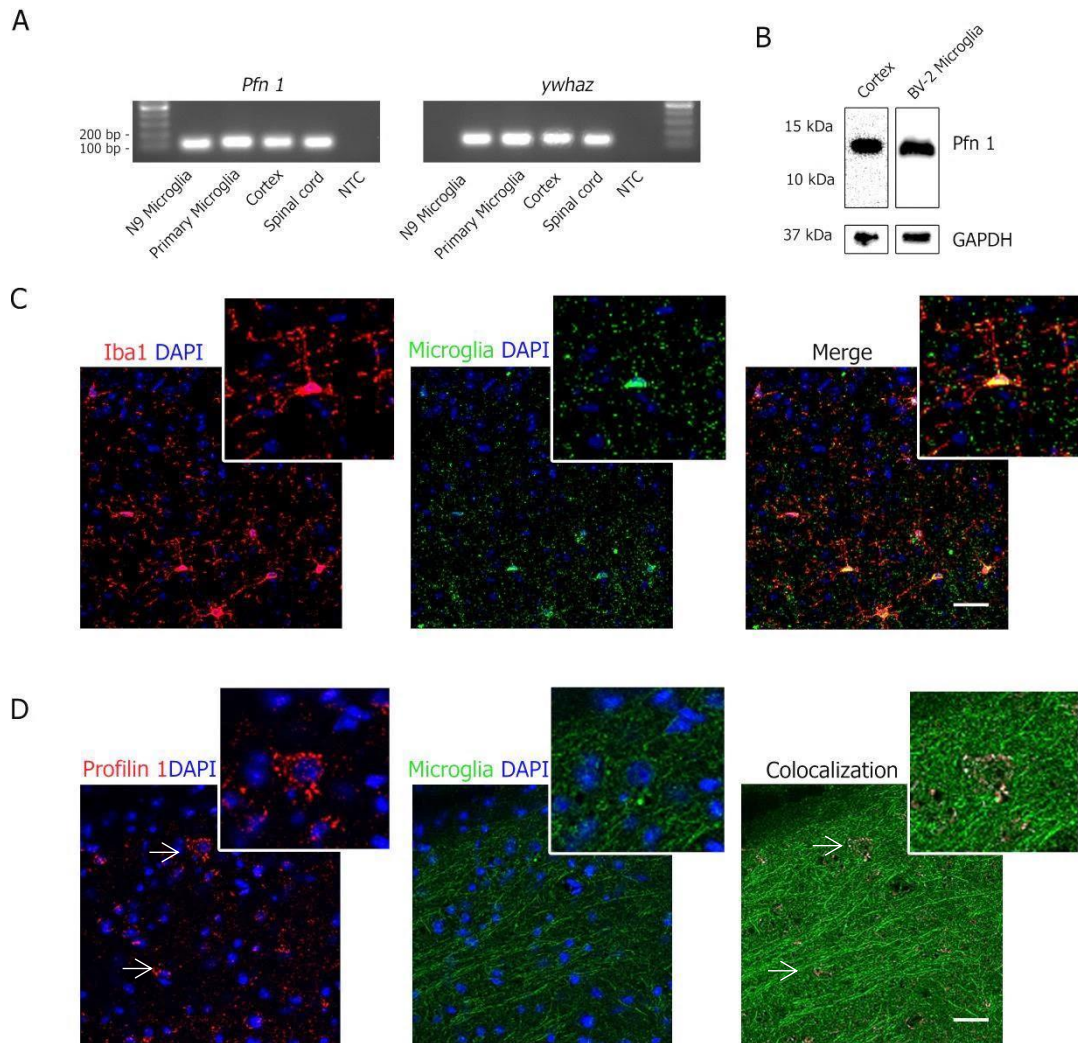 A
Pfn 1
ywhaz
200 bp -
100 bp -
N9 Microglia
Primary Microglia
Cortex
Spinal cord
NTC
N9 Microglia
Primary Microglia
Cortex
Spinal cord
NTC
B
Cortex
BV-2 Microglia
15 kDa
Pfn 1
10 kDa
37 kDa
GAPDH
C
Iba1 DAPI
Microglia DAPI
Merge
D
Profilin 1DAPI
Microglia DAPI
Colocalization